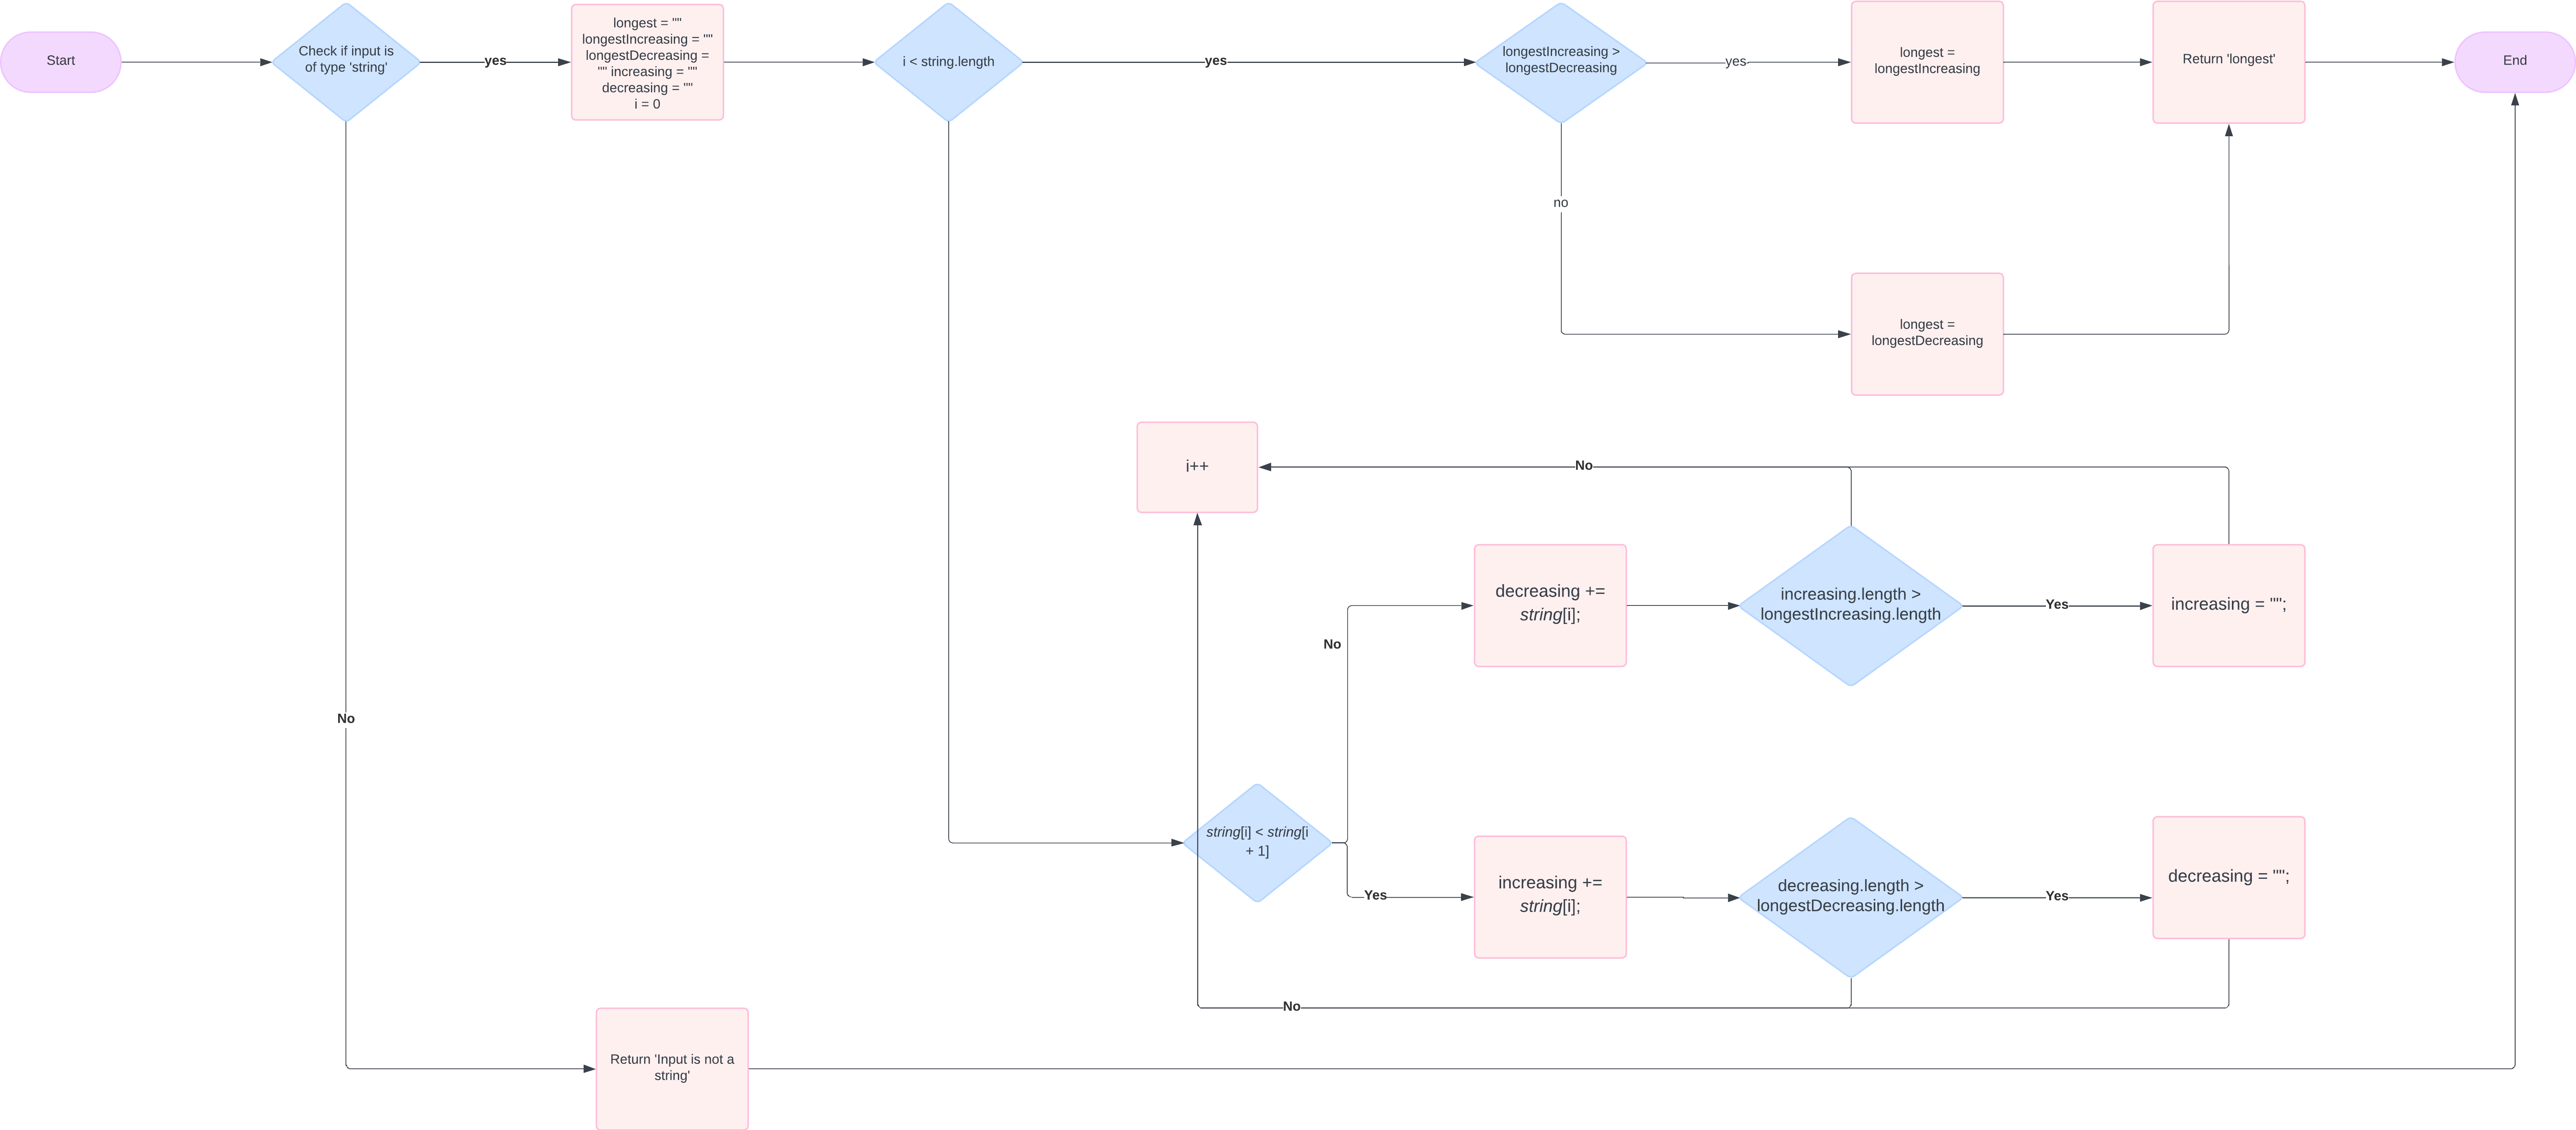 Start
Check if input is
of type 'string'
yes
longest = ""
longestIncreasing = ""
longestDecreasing =
"" increasing = ""
decreasing = ""
i = 0
i < string.length
yes
longestIncreasing >
longestDecreasing
yes
longest =
longestIncreasing
Return 'longest'
End
no
longest =
longestDecreasing
i++
No
No
decreasing +=
string[i];
increasing.length >
longestIncreasing.length
Yes
increasing = "";
No
string[i] < string[i
+ 1]
Yes
increasing +=
string[i];
decreasing.length >
longestDecreasing.length
Yes
decreasing = "";
No
Return 'Input is not a
string'